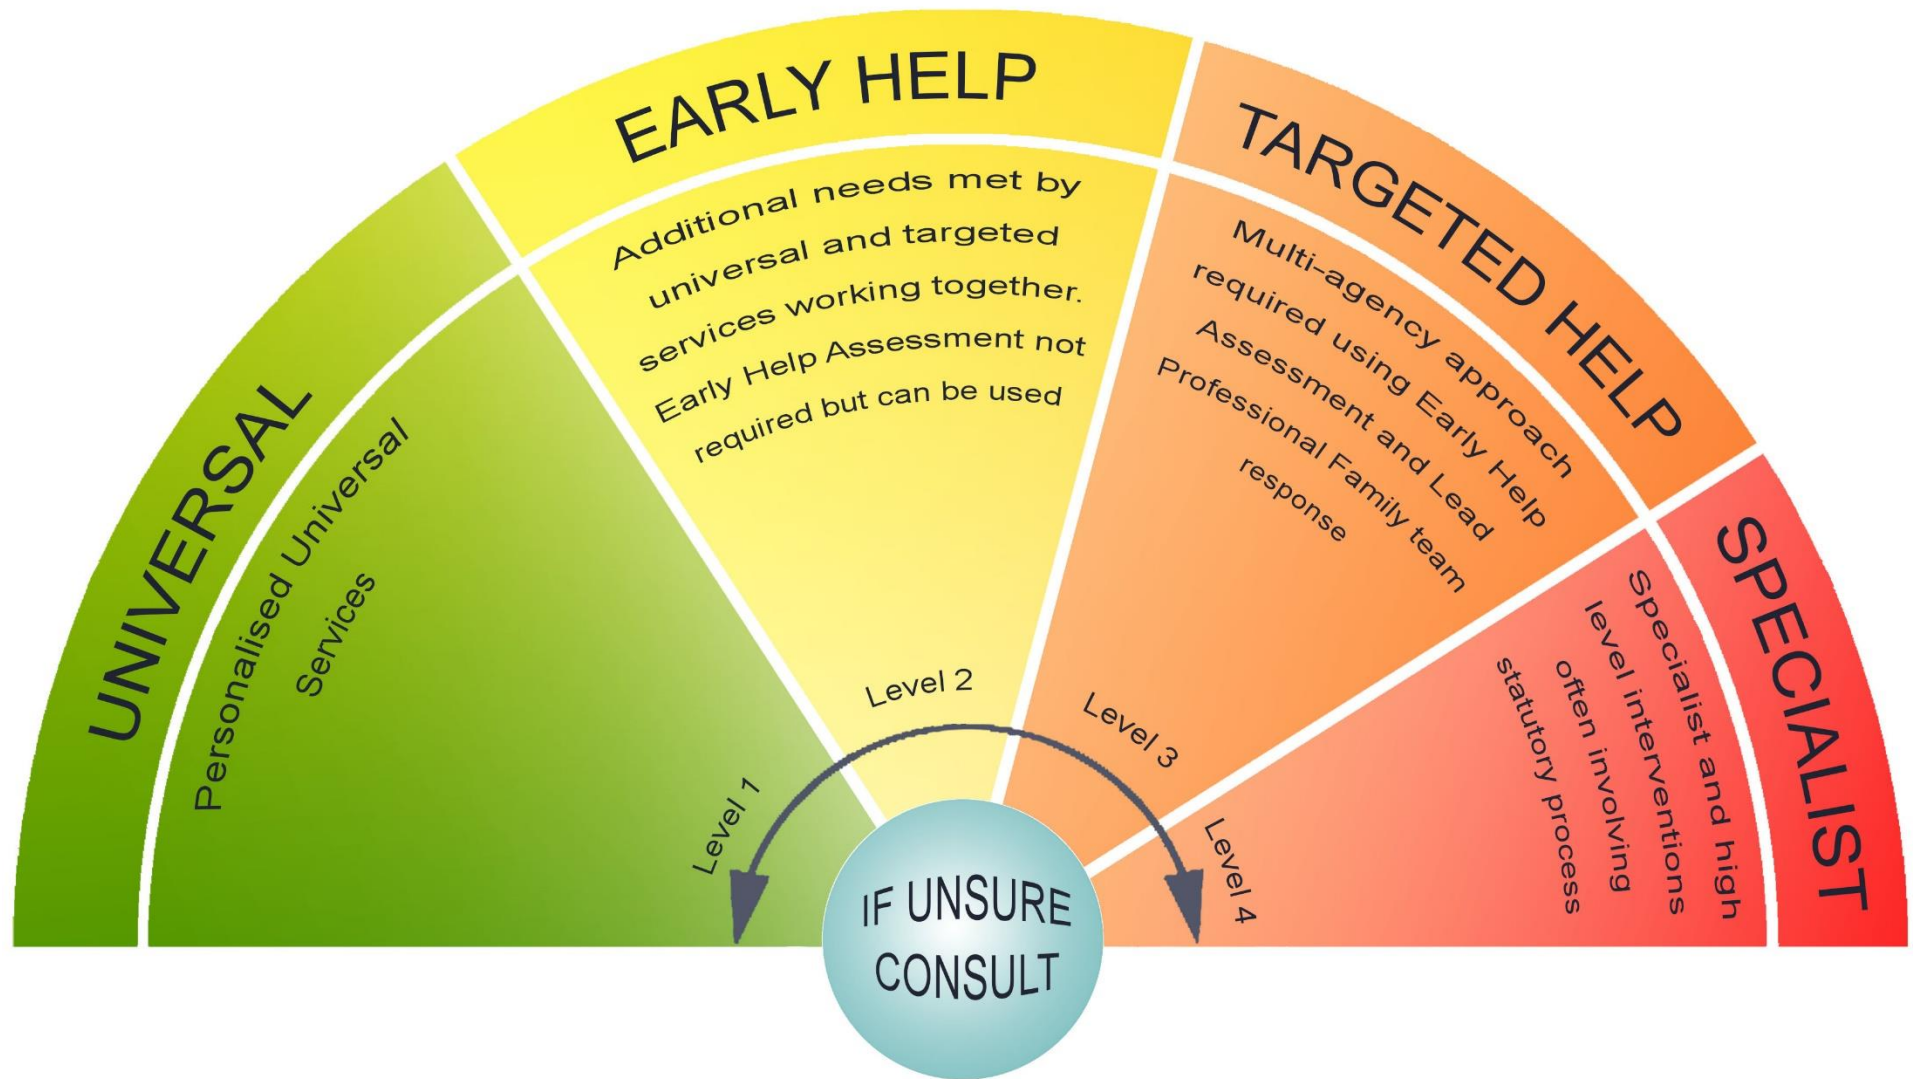 UNIVERSAL
Personalised Universal
Services
Level 1
EARLY HELP
Additional needs met by
universal and targeted
services working together.
Early Help Assessment not
required but can be used
Level 2
TARGETED HELP
Multi-agency approach
required using Early Help
Assessment and Lead
Professional Family team
response
Level 3
SPECIALIST
Specialist and high
level interventions
often involving
statutory process
Level 4
IF UNSURE
CONSULT